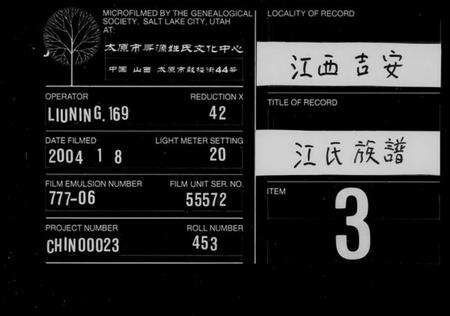 MICROFILMED BY THE GENEALOGICAL
SOCIETY, SALT LAKE CITY, UTAH
AT:
太原市寻源姓氏文化中心
中国 山西 太原市鼓楼街44号
OPERATOR
REDUCTION X
LIUNING.169
42
DATE FILMED
LIGHT METER SETTING
2004 1 8
20
FILM EMULSION NUMBER
FILM UNIT SER. NO.
777-06
55572
PROJECT NUMBER
ROLL NUMBER
CHIN00023
453
LOCALITY OF RECORD
江西吉安
TITLE OF RECORD
江氏族譜
ITEM
3